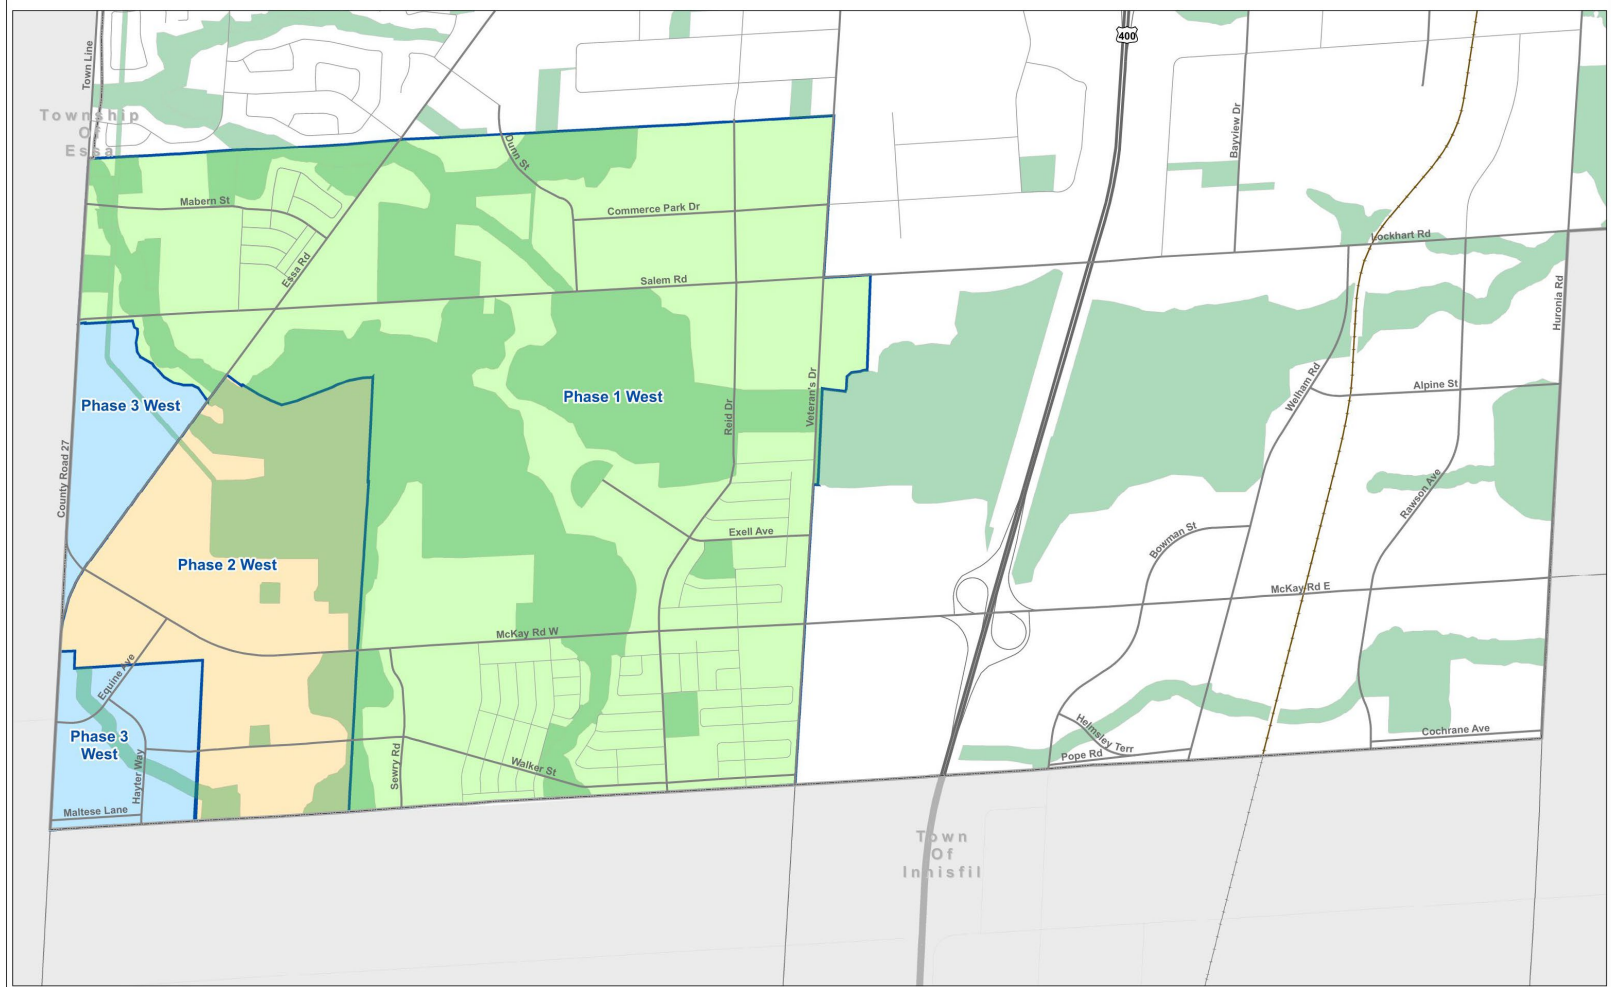 400
Town Line
Township
Of
Essa
Dunn St
Bayview Dr
Mabern St
Commerce Park Dr
Lockhart Rd
Essa Rd
Salem Rd
Huronia Rd
Phase 3 West
Phase 1 West
Veteran's Dr
Reid Dr
Welham Rd
Alpine St
County Road 27
Rawson Ave
Exell Ave
Bowman St
Phase 2 West
McKay Rd E
McKay Rd W
Equine Ave
Phase 3
West
Hayter Way
Sewry Rd
Walker St
Helmsley Terr
Pope Rd
Cochrane Ave
Maltese Lane
Town
Of
Innisfil